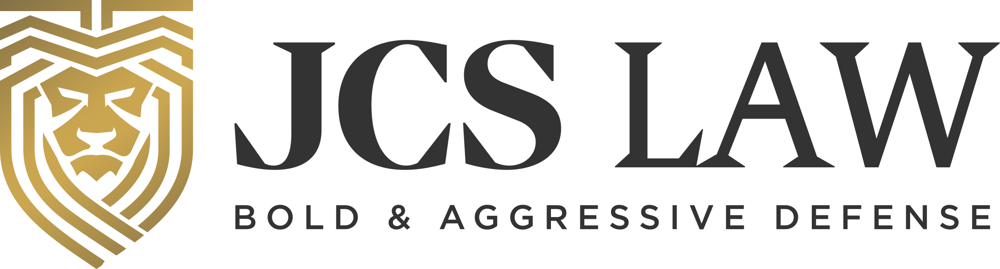 JCS LAW
BOLD & AGGRESSIVE DEFENSE